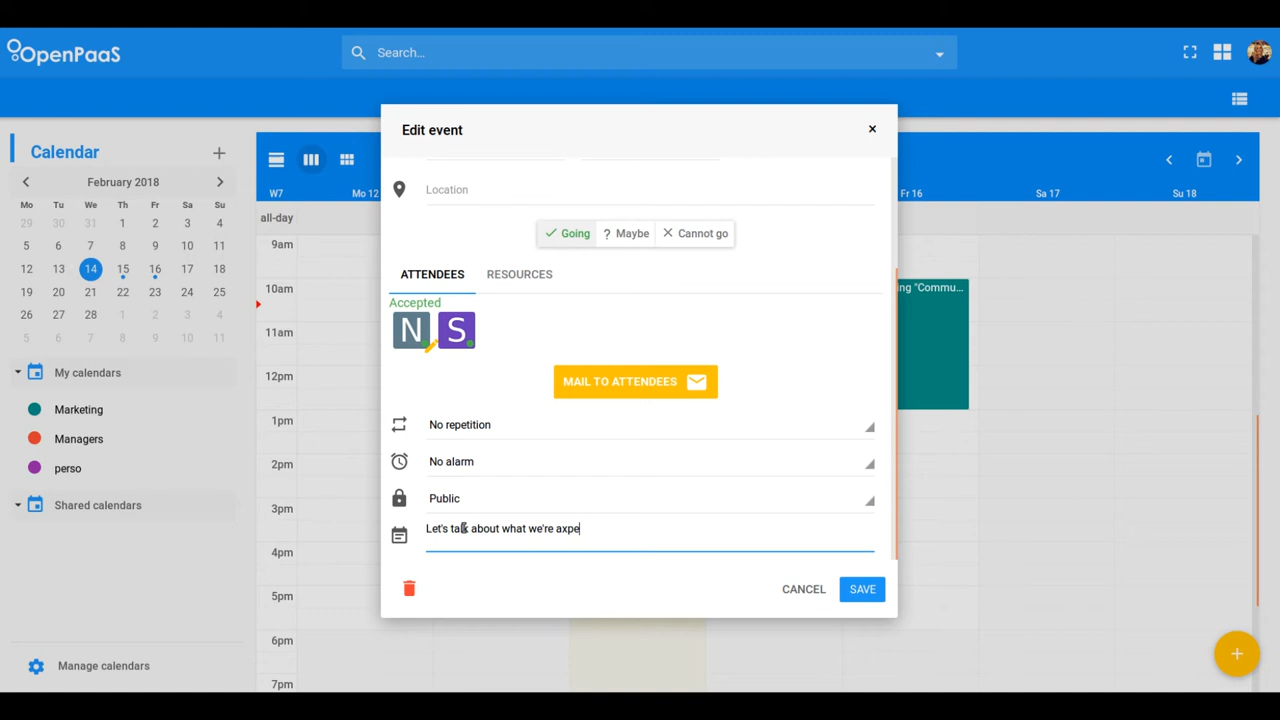 OpenPaaS
Search...
Edit event
×
Calendar
February 2018
Mo Tu We Th Fr Sa Su
29 30 31 1 2 3 4
5 6 7 8 9 10 11
12 13 14 15 16 17 18
19 20 21 22 23 24 25
26 27 28 1 2 3 4
5 6 7 8 9 10 11
My calendars
Marketing
Managers
perso
Shared calendars
Manage calendars
W7 Mo 12 Fr 16 Sa 17 Su 18
all-day
9am
10am
11am
12pm
1pm
2pm
3pm
4pm
5pm
6pm
7pm
ing "Commu...
Location
Going ? Maybe Cannot go
ATTENDEES RESOURCES
Accepted
N S
MAIL TO ATTENDEES
No repetition
No alarm
Public
Let's talk about what we're axpe
CANCEL SAVE
+